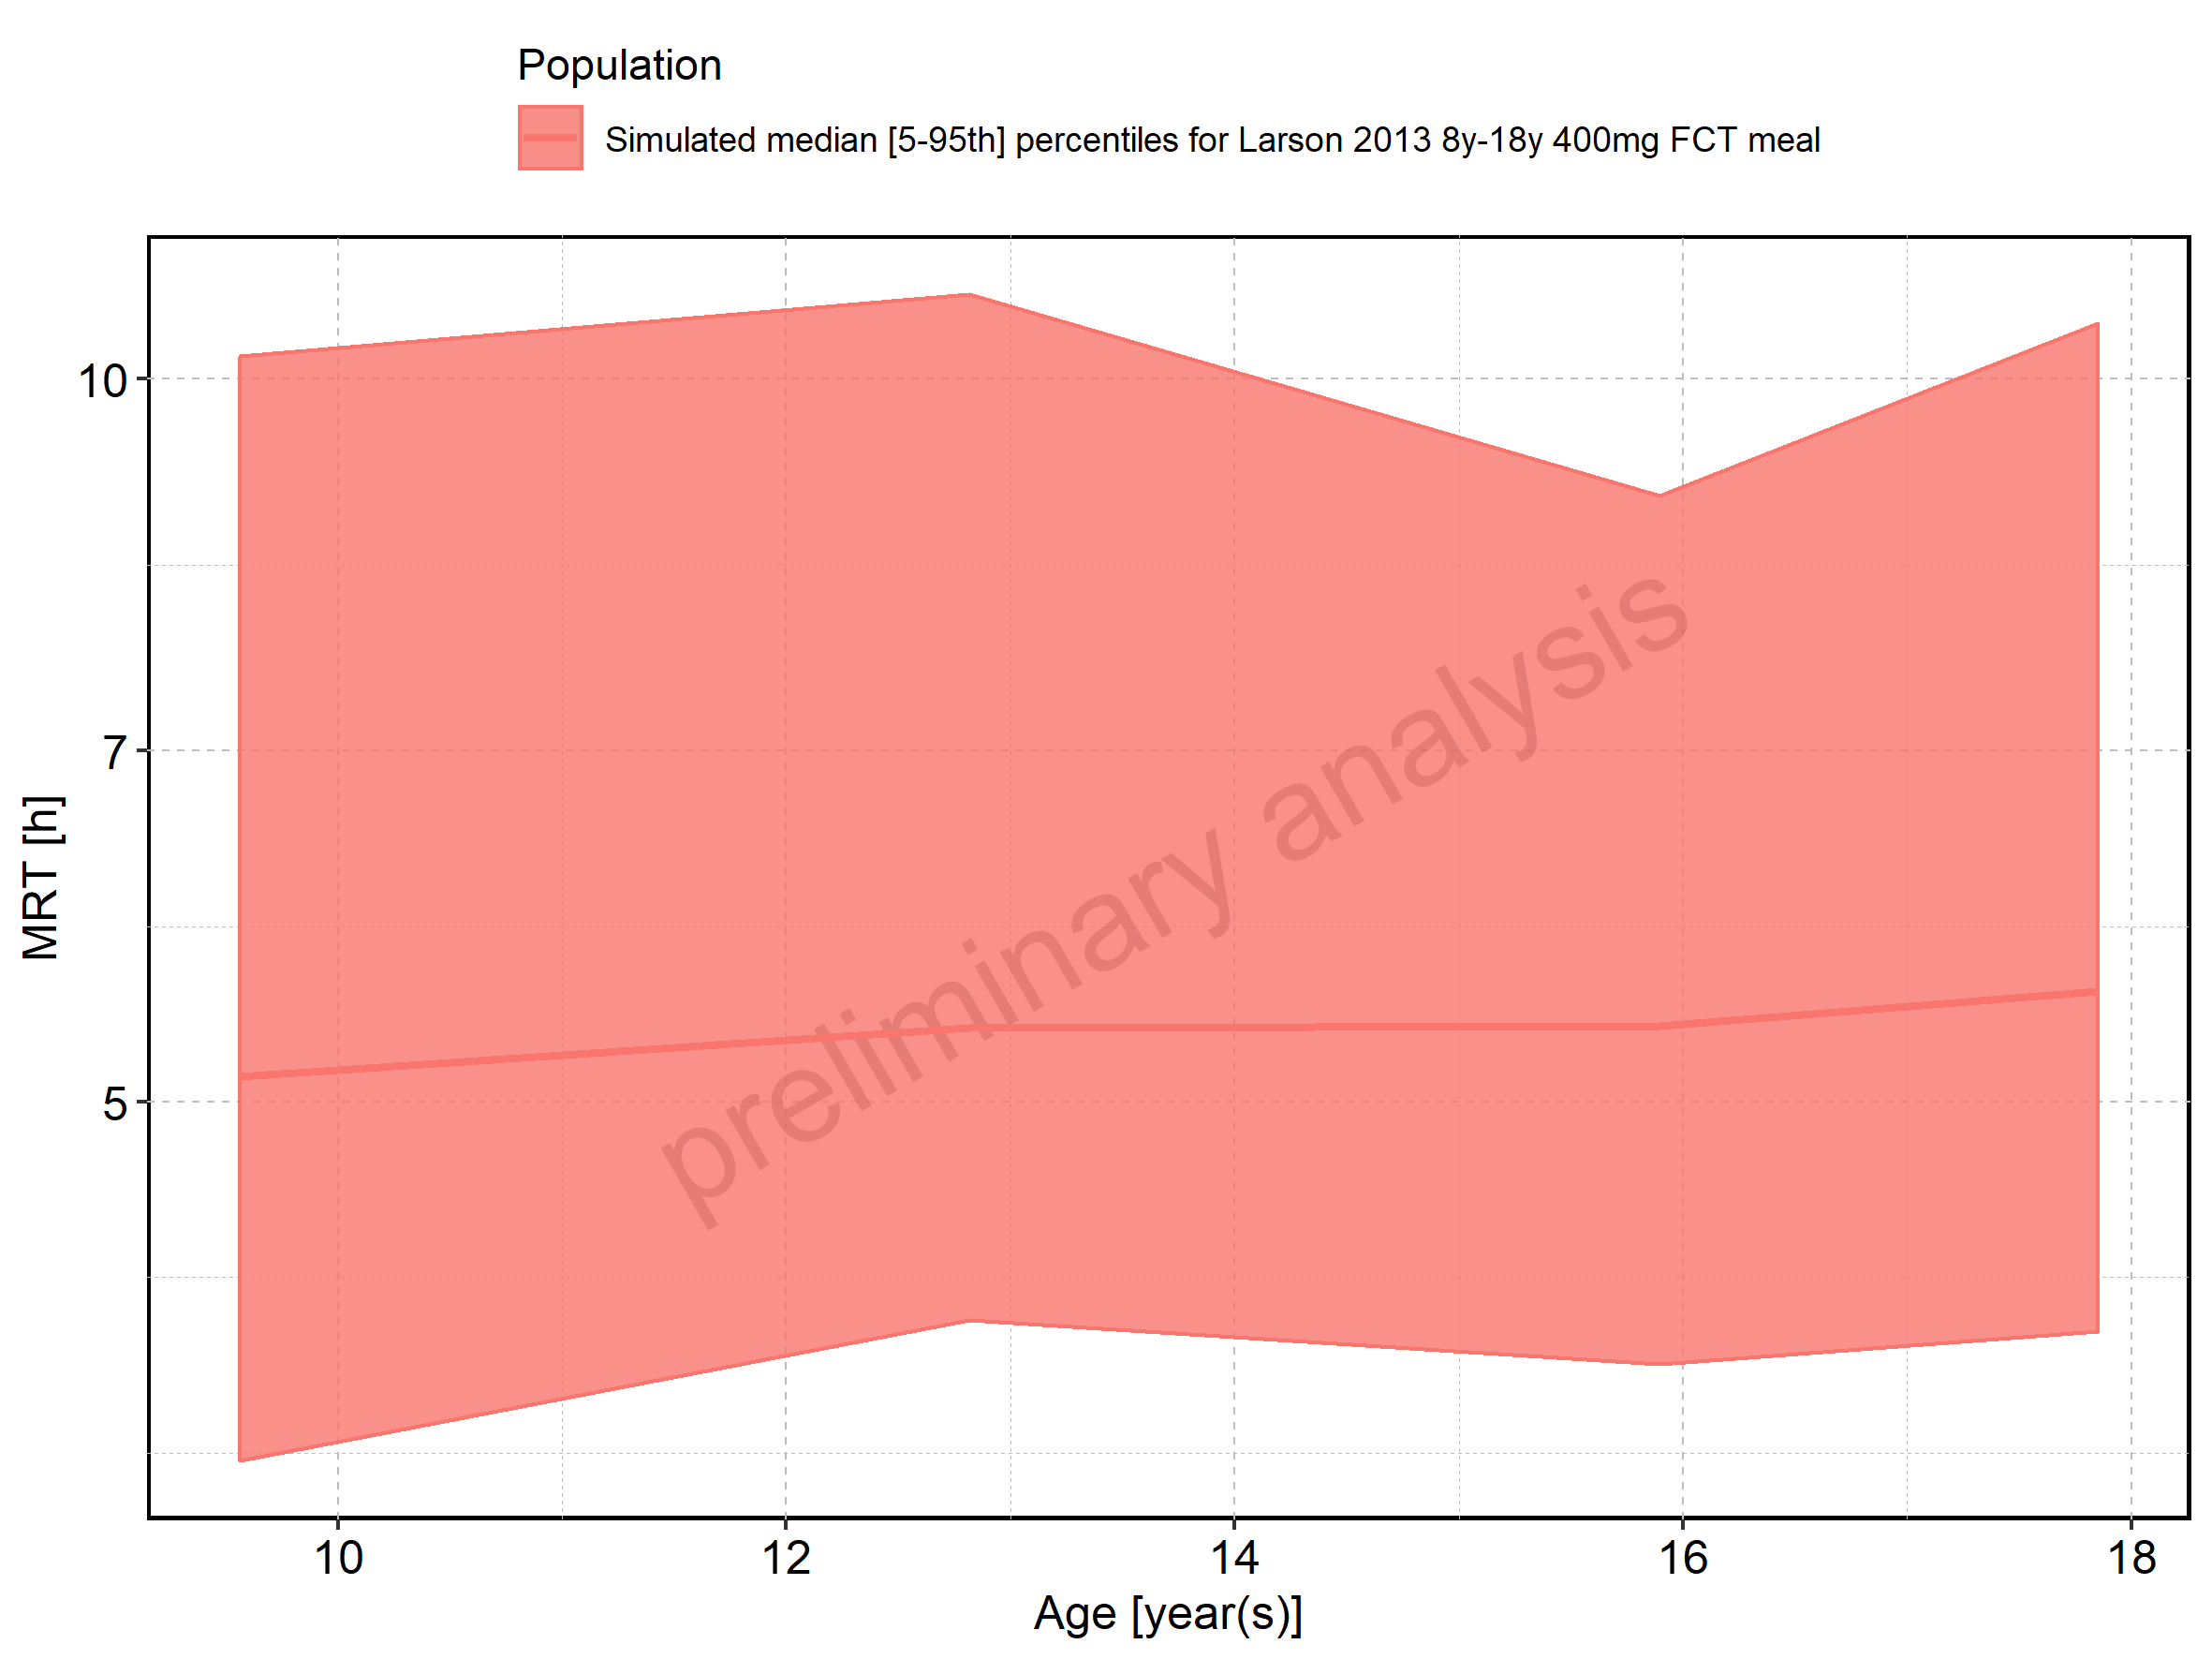 Population
Simulated median [5-95th] percentiles for Larson 2013 8y-18y 400mg FCT meal
10
7
5
MRT [h]
preliminary analysis
10 12 14 16 18
Age [year(s)]